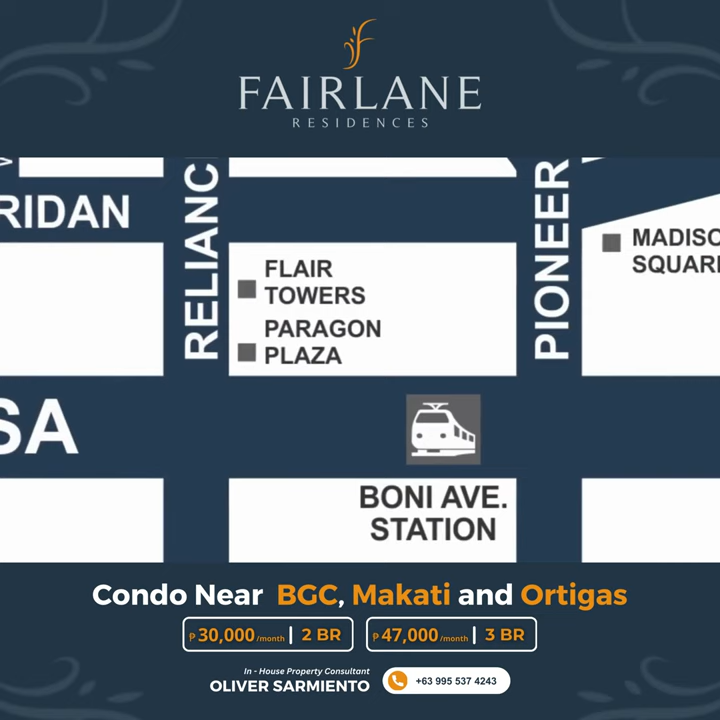 FAIRLANE
RESIDENCES
RIDAN
RELIANC
PIONEER
FLAIR
TOWERS
PARAGON
PLAZA
MADISO
SQUAR
SA
BONI AVE.
STATION
Condo Near BGC, Makati and Ortigas
₱ 30,000/month | 2 BR
₱ 47,000/month | 3 BR
In - House Property Consultant
OLIVER SARMIENTO
+63 995 537 4243